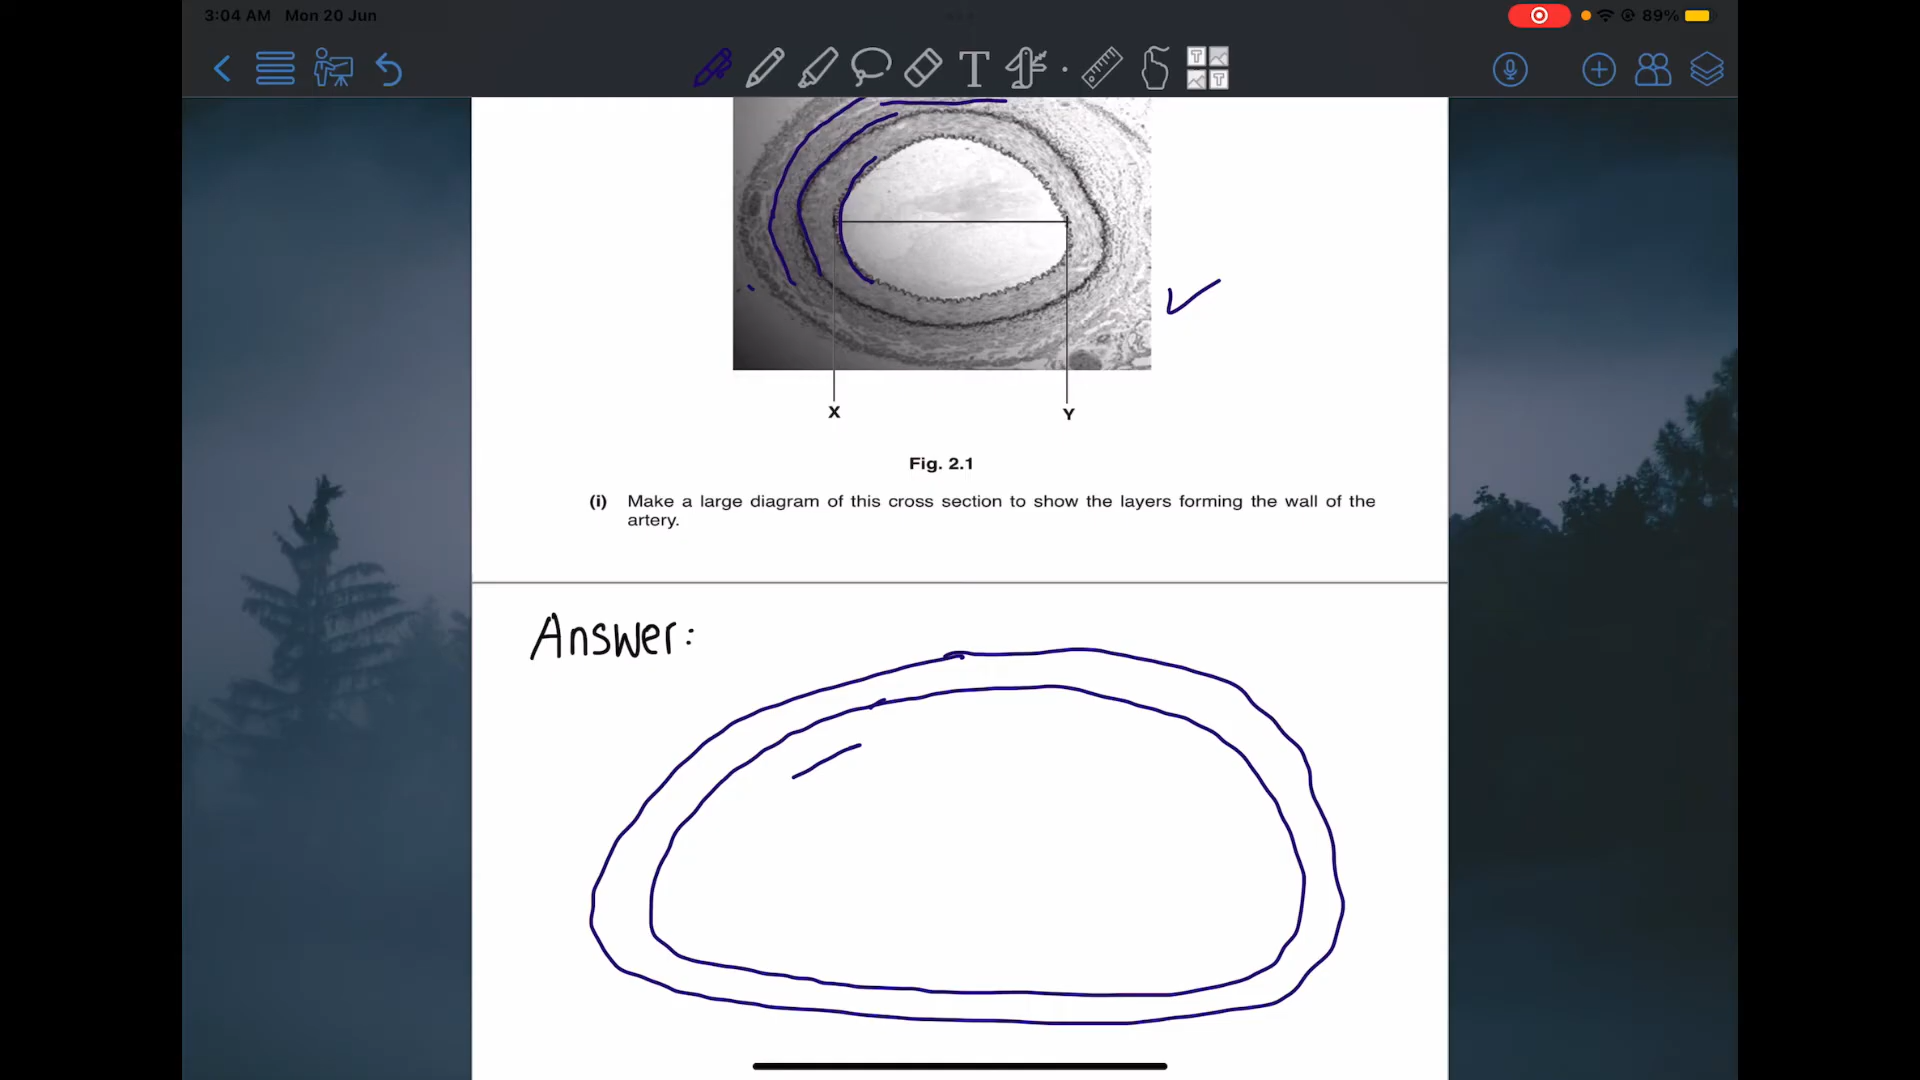 3:04 AM Mon 20 Jun
89%
X
Y
Fig. 2.1
(i) Make a large diagram of this cross section to show the layers forming the wall of the
artery.
Answer: